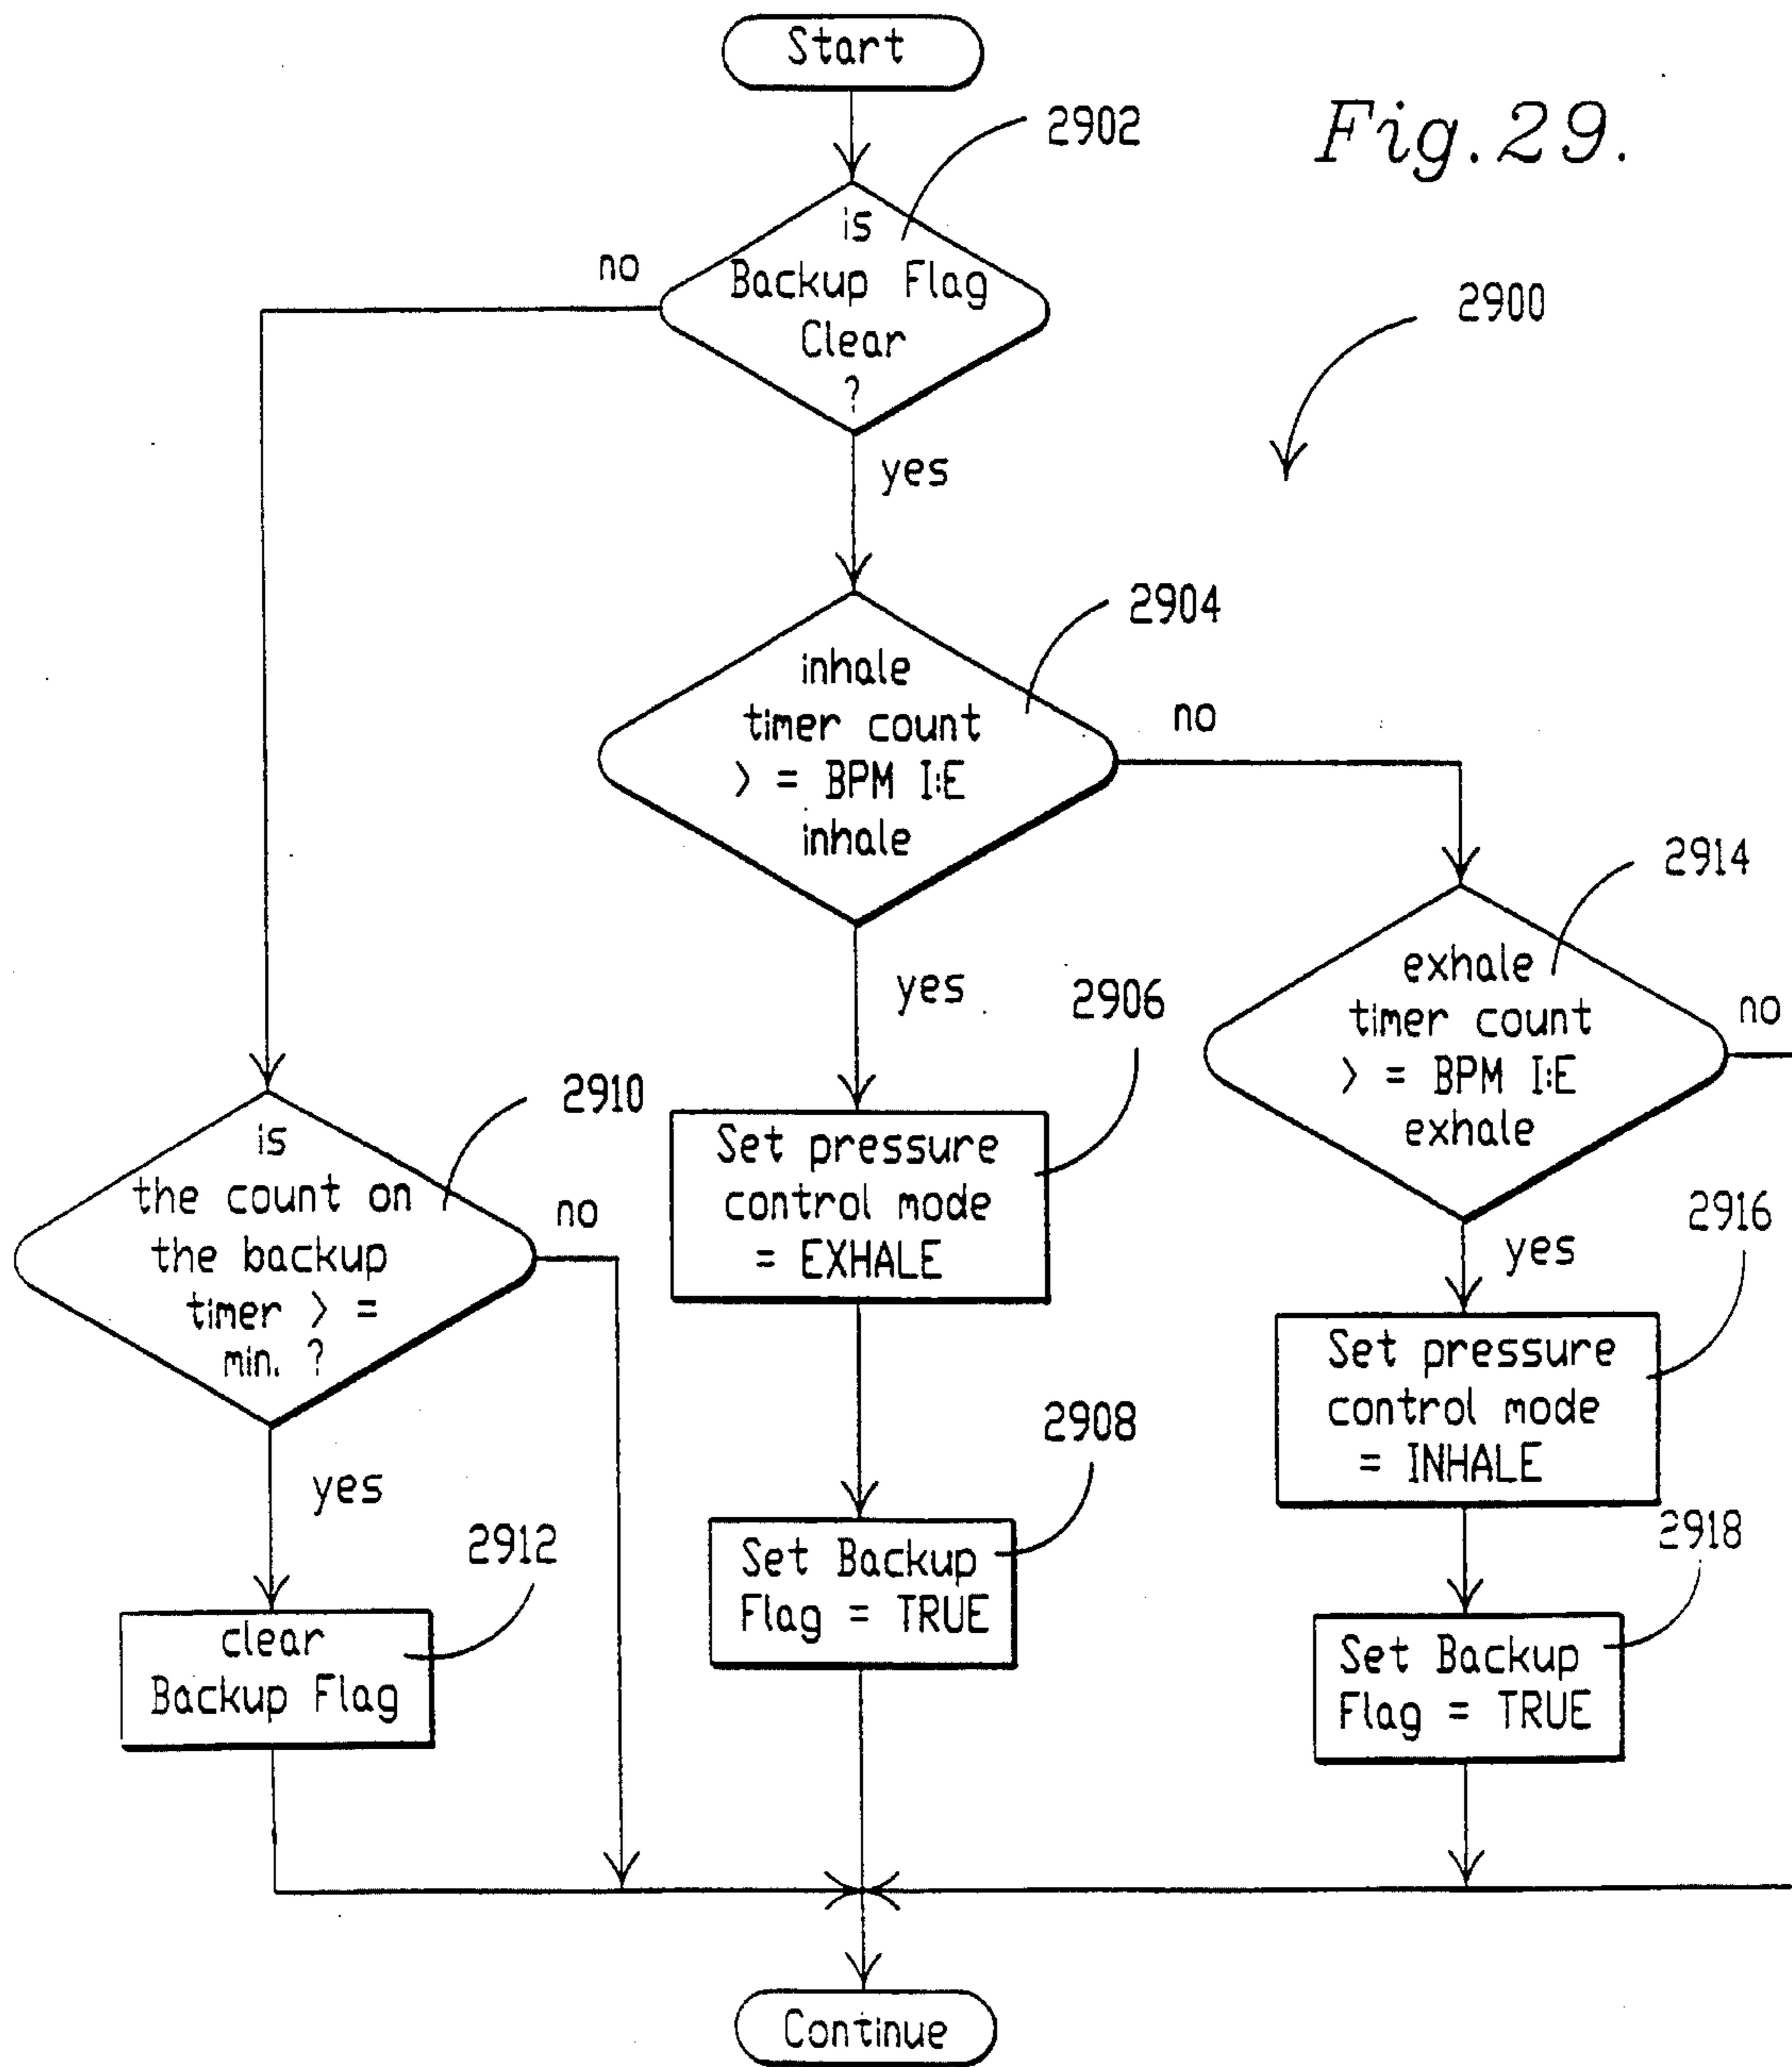 Start
Fig. 29.
2902
is
Backup Flag
Clear
?
no
yes
2900
2904
inhale
timer count
> = BPM I:E
inhale
no
yes
2914
exhale
timer count
> = BPM I:E
exhale
no
yes
2906
Set pressure
control mode
= EXHALE
2910
is
the count on
the backup
timer > =
min. ?
no
yes
2916
Set pressure
control mode
= INHALE
2908
Set Backup
Flag = TRUE
2912
clear
Backup Flag
2918
Set Backup
Flag = TRUE
Continue